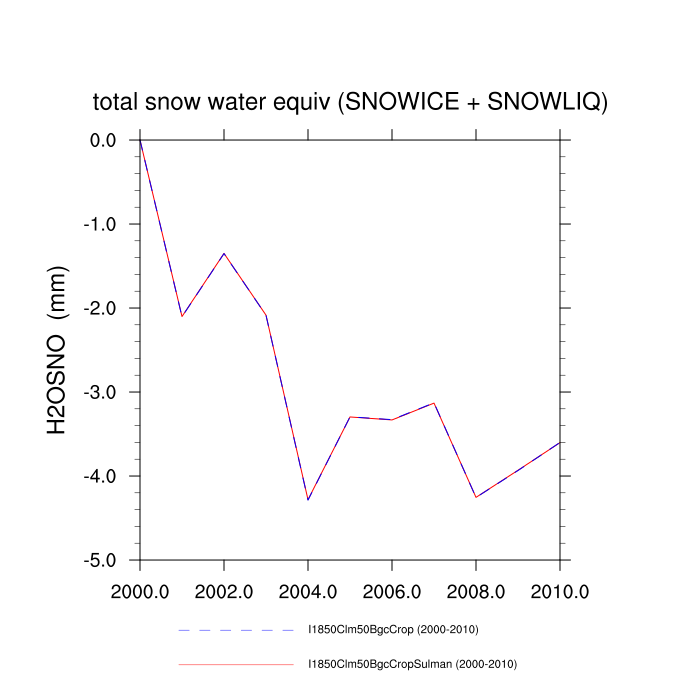 total snow water equiv (SNOWICE + SNOWLIQ)
0.0
-1.0
-2.0
-3.0
-4.0
-5.0
H2OSNO (mm)
2000.0 2002.0 2004.0 2006.0 2008.0 2010.0
I1850Clm50BgcCrop (2000-2010)
I1850Clm50BgcCropSulman (2000-2010)